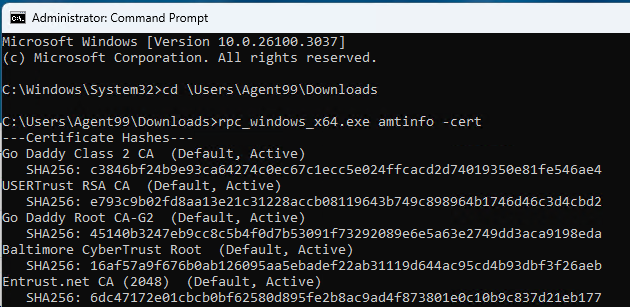 Administrator: Command Prompt
Microsoft Windows [Version 10.0.26100.3037]
(c) Microsoft Corporation. All rights reserved.
C:\Windows\System32>cd \Users\Agent99\Downloads
C:\Users\Agent99\Downloads>rpc_windows_x64.exe amtinfo -cert
---Certificate Hashes---
Go Daddy Class 2 CA  (Default, Active)
   SHA256: c3846bf24b9e93ca64274c0ec67c1ecc5e024ffcacd2d74019350e81fe546ae4
USERTrust RSA CA  (Default, Active)
   SHA256: e793c9b02fd8aa13e21c31228accb08119643b749c898964b1746d46c3d4cbd2
Go Daddy Root CA-G2  (Default, Active)
   SHA256: 45140b3247eb9cc8c5b4f0d7b53091f73292089e6e5a63e2749dd3aca9198eda
Baltimore CyberTrust Root  (Default, Active)
   SHA256: 16af57a9f676b0ab126095aa5ebadef22ab31119d644ac95cd4b93dbf3f26aeb
Entrust.net CA (2048)  (Default, Active)
   SHA256: 6dc47172e01cbcb0bf62580d895fe2b8ac9ad4f873801e0c10b9c837d21eb177